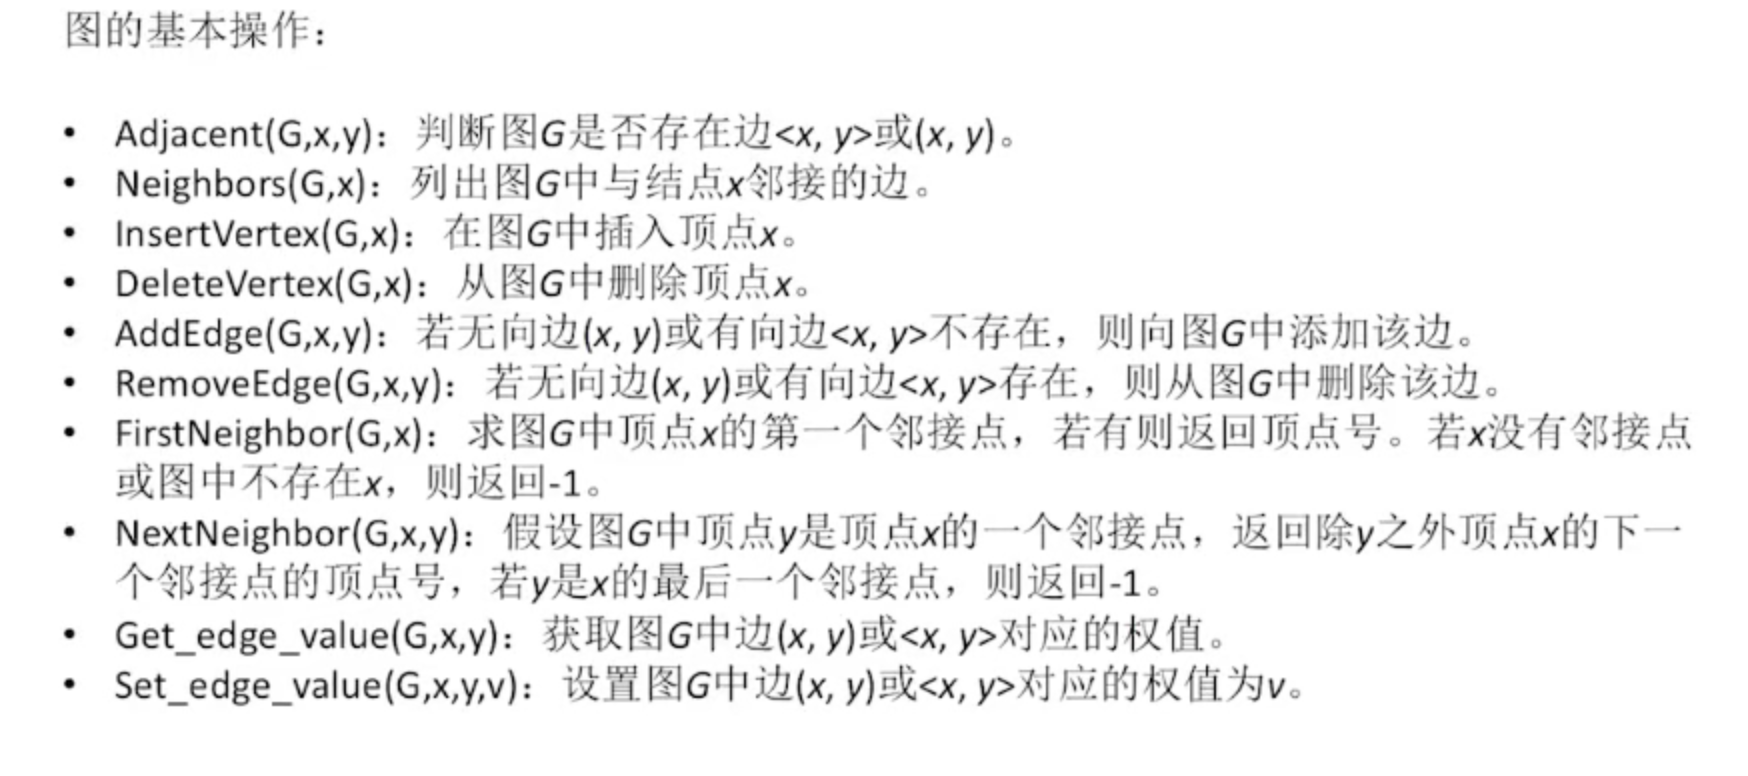 图的基本操作：
• Adjacent(G,x,y)：判断图G是否存在边<x, y>或(x, y)。
• Neighbors(G,x)：列出图G中与结点x邻接的边。
• InsertVertex(G,x)：在图G中插入顶点x。
• DeleteVertex(G,x)：从图G中删除顶点x。
• AddEdge(G,x,y)：若无向边(x, y)或有向边<x, y>不存在，则向图G中添加该边。
• RemoveEdge(G,x,y)：若无向边(x, y)或有向边<x, y>存在，则从图G中删除该边。
• FirstNeighbor(G,x)：求图G中顶点x的第一个邻接点，若有则返回顶点号。若x没有邻接点
或图中不存在x，则返回-1。
• NextNeighbor(G,x,y)：假设图G中顶点y是顶点x的一个邻接点，返回除y之外顶点x的下一
个邻接点的顶点号，若y是x的最后一个邻接点，则返回-1。
• Get_edge_value(G,x,y)：获取图G中边(x, y)或<x, y>对应的权值。
• Set_edge_value(G,x,y,v)：设置图G中边(x, y)或<x, y>对应的权值为v。